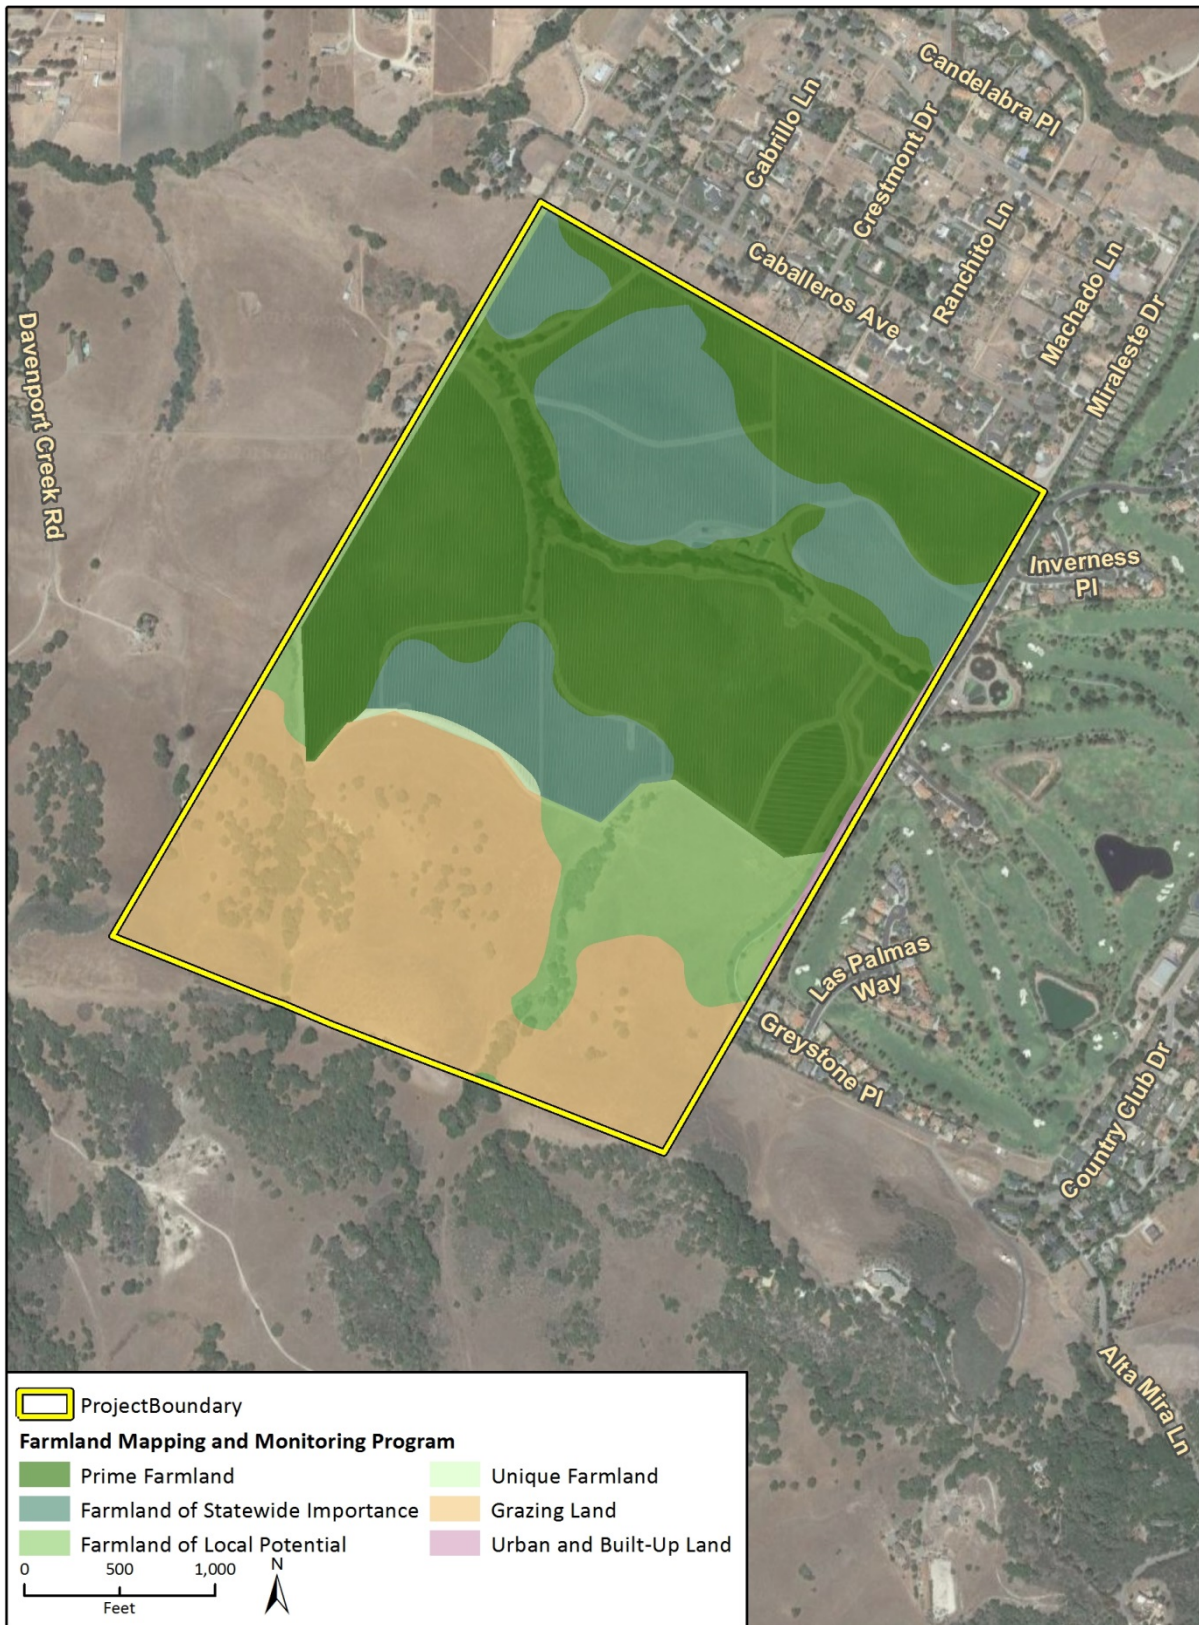 Candelabra Pl
Cabrillo Ln
Crestmont Dr
Ranchito Ln
Caballeros Ave
Machado Ln
Miraleste Dr
Davenport Creek Rd
Inverness
Pl
Las Palmas
Way
Greystone Pl
Country Club Dr
Alta Mira Ln
ProjectBoundary
Farmland Mapping and Monitoring Program
Prime Farmland
Farmland of Statewide Importance
Farmland of Local Potential
Unique Farmland
Grazing Land
Urban and Built-Up Land
0 500 1,000
Feet
N